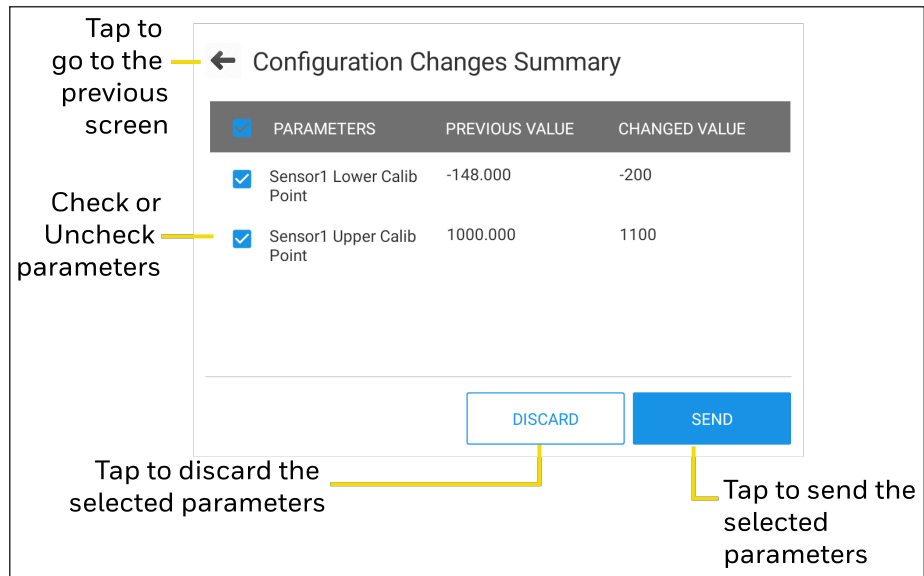 Tap to
go to the
previous
screen
Configuration Changes Summary
PARAMETERS PREVIOUS VALUE CHANGED VALUE
Sensor1 Lower Calib -148.000 -200
Point
Check or
Uncheck
parameters
Sensor1 Upper Calib 1000.000 1100
Point
DISCARD SEND
Tap to discard the
selected parameters
Tap to send the
selected
parameters